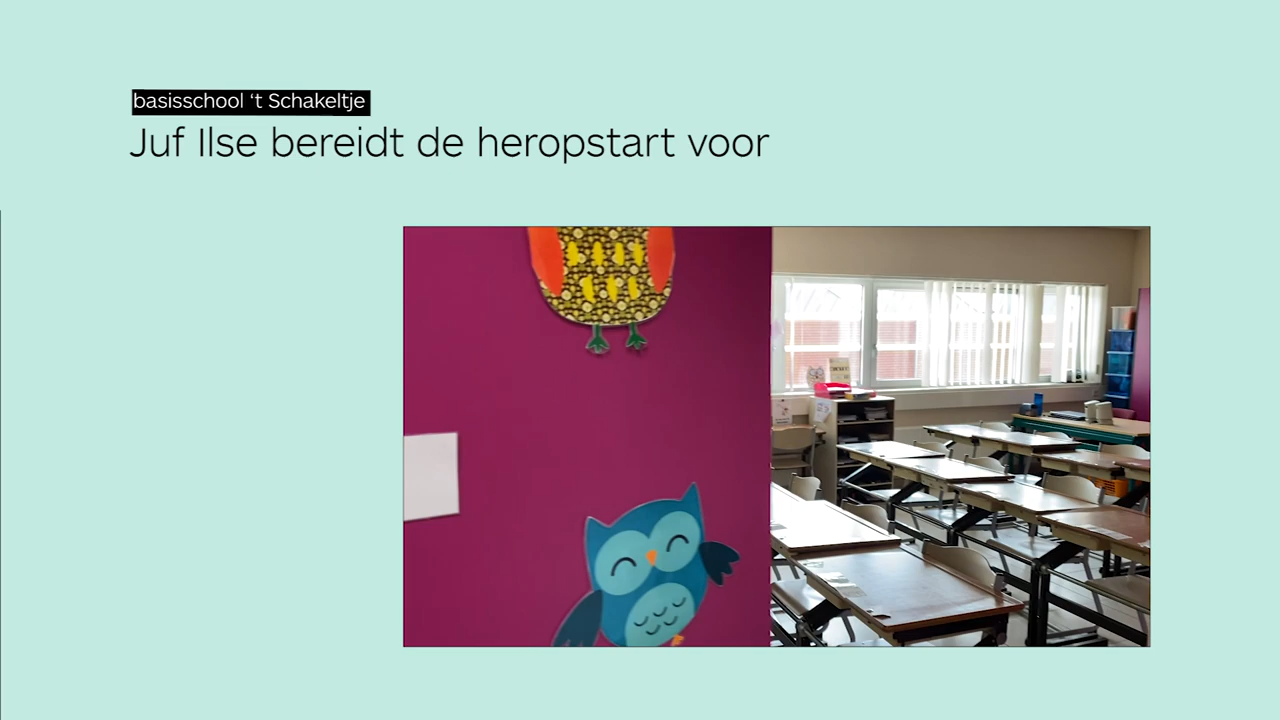 basisschool ‘t Schakeltje
Juf Ilse bereidt de heropstart voor